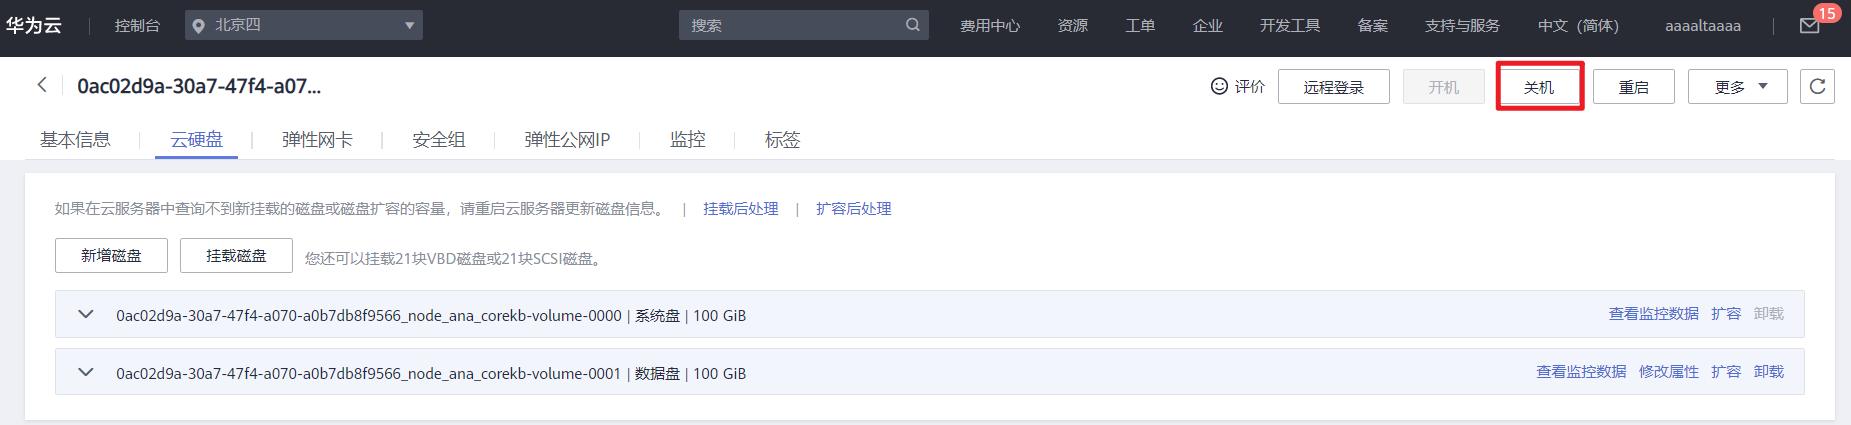 华为云 控制台 北京四 搜索 费用中心 资源 工单 企业 开发工具 备案 支持与服务 中文（简体） aaaaltaaaa 15
0ac02d9a-30a7-47f4-a07... 评价 远程登录 开机 关机 重启 更多
基本信息 云硬盘 弹性网卡 安全组 弹性公网IP 监控 标签
如果在云服务器中查询不到新挂载的磁盘或磁盘扩容的容量，请重启云服务器更新磁盘信息。 | 挂载后处理 | 扩容后处理
新增磁盘 挂载磁盘 您还可以挂载21块VBD磁盘或21块SCSI磁盘。
0ac02d9a-30a7-47f4-a070-a0b7db8f9566_node_ana_corekb-volume-0000 | 系统盘 | 100 GiB 查看监控数据 扩容 卸载
0ac02d9a-30a7-47f4-a070-a0b7db8f9566_node_ana_corekb-volume-0001 | 数据盘 | 100 GiB 查看监控数据 修改属性 扩容 卸载